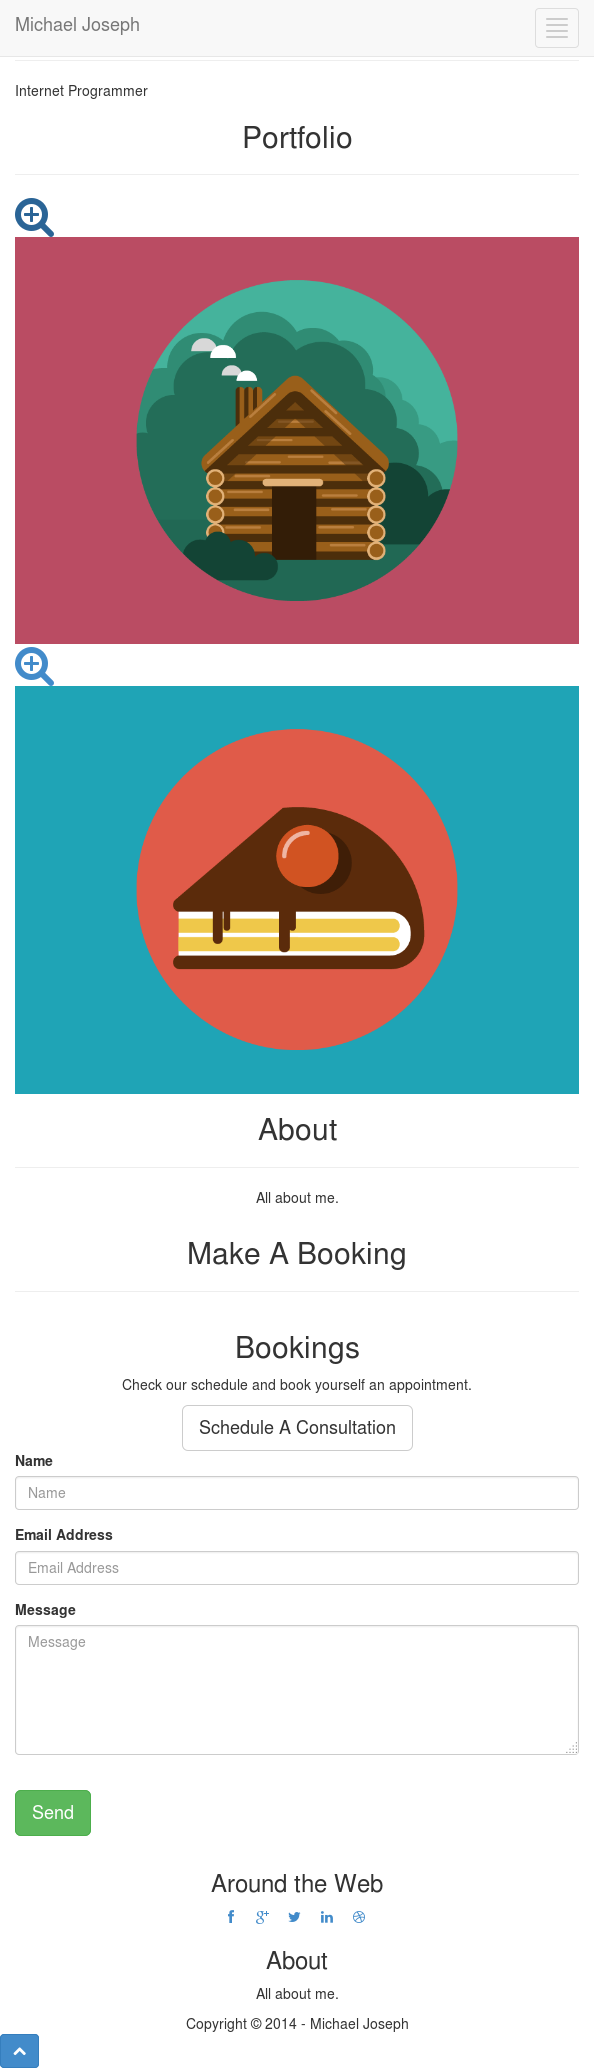 Michael Joseph
Internet Programmer
Portfolio
About
All about me.
Make A Booking
Bookings
Check our schedule and book yourself an appointment.
Schedule A Consultation
Name
Name
Email Address
Email Address
Message
Message
Send
Around the Web
About
All about me.
Copyright © 2014 - Michael Joseph